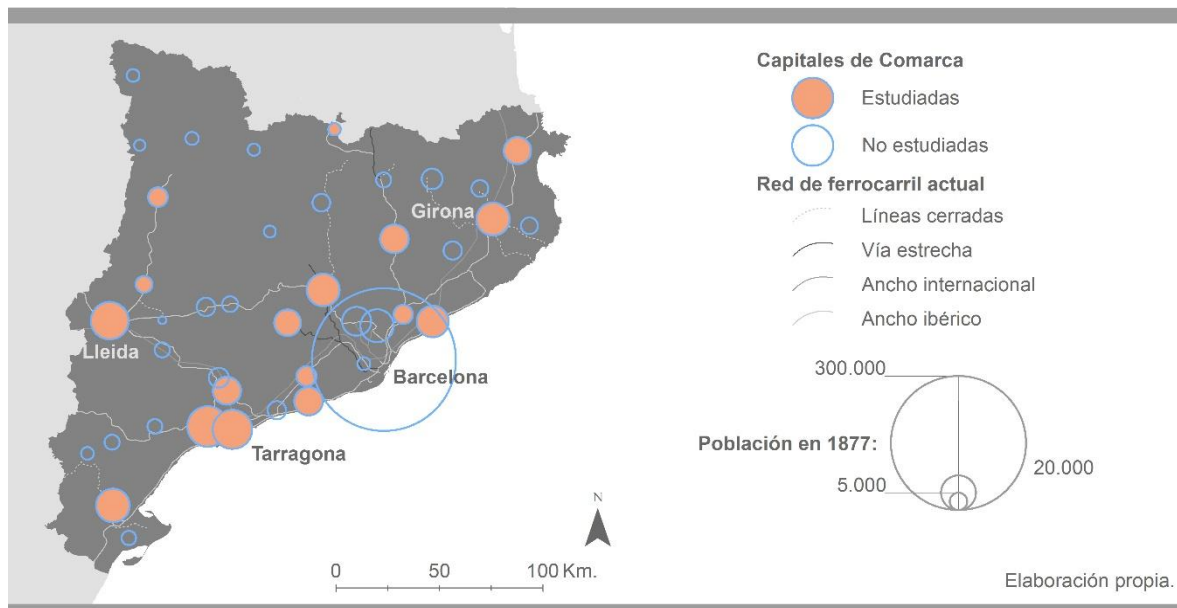 Girona
Lleida
Barcelona
Tarragona
N
0 50 100 Km.
Capitales de Comarca
Estudiadas
No estudiadas
Red de ferrocarril actual
Líneas cerradas
Vía estrecha
Ancho internacional
Ancho ibérico
300.000
Población en 1877:
20.000
5.000
Elaboración propia.